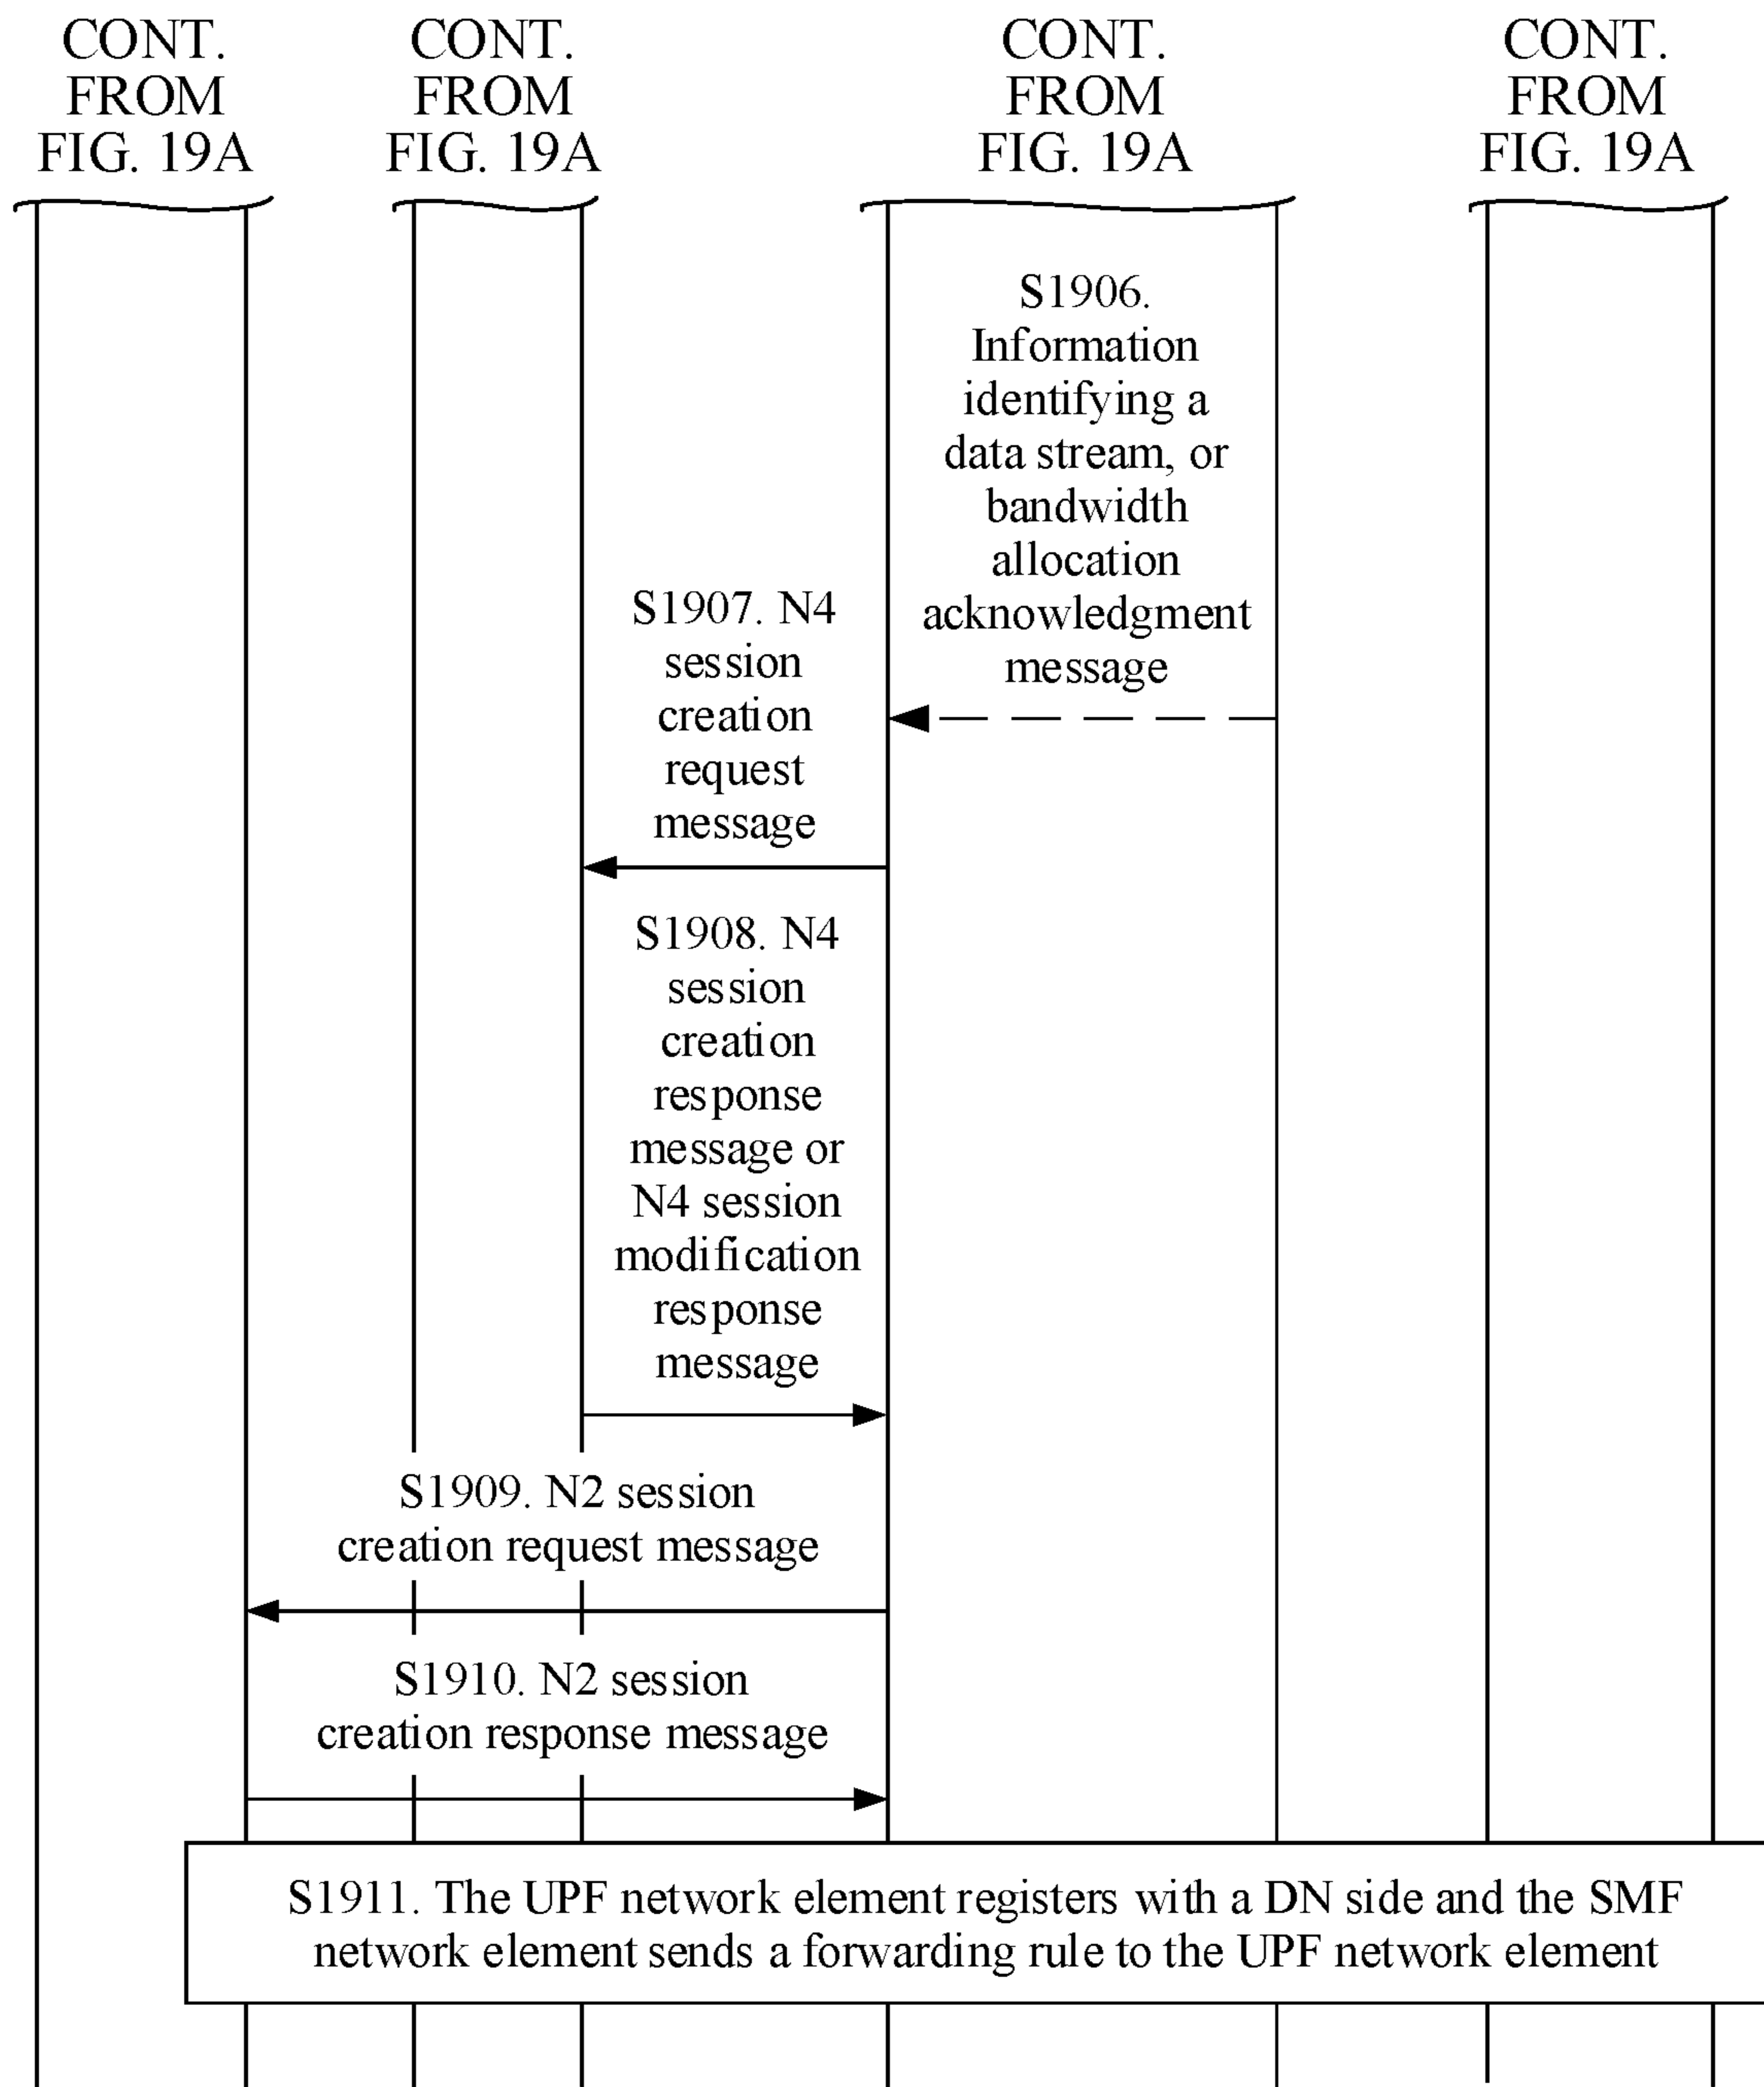 CONT.
FROM
FIG. 19A
CONT.
FROM
FIG. 19A
CONT.
FROM
FIG. 19A
CONT.
FROM
FIG. 19A
S1906.
Information
identifying a
data stream, or
bandwidth
allocation
acknowledgment
message
S1907. N4
session
creation
request
message
S1908. N4
session
creation
response
message or
N4 session
modification
response
message
S1909. N2 session
creation request message
S1910. N2 session
creation response message
S1911. The UPF network element registers with a DN side and the SMF
network element sends a forwarding rule to the UPF network element